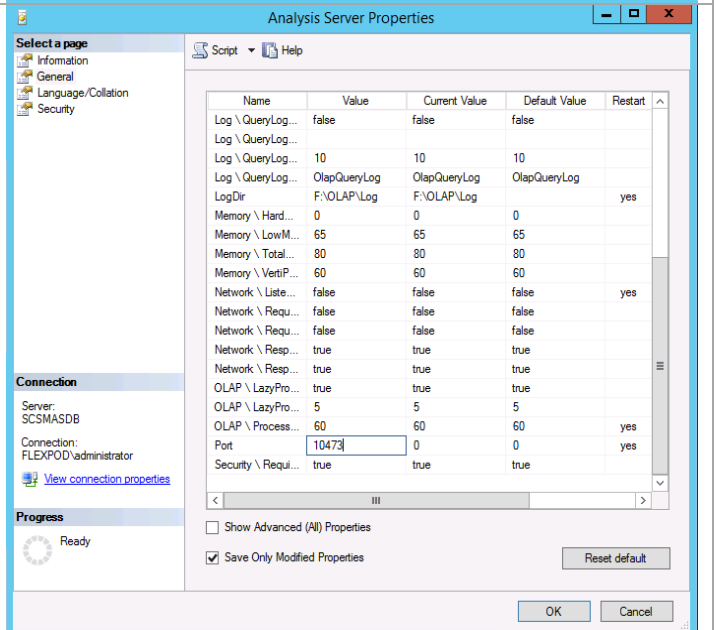 Analysis Server Properties
Select a page
Information
General
Language/Collation
Security
Script Help
Name Value Current Value Default Value Restart
Log \ QueryLog... false false false
Log \ QueryLog...
Log \ QueryLog... 10 10 10
Log \ QueryLog... OlapQueryLog OlapQueryLog OlapQueryLog
LogDir F:\OLAP\Log F:\OLAP\Log yes
Memory \ Hard... 0 0 0
Memory \ LowM... 65 65 65
Memory \ Total... 80 80 80
Memory \ VertiP... 60 60 60
Network \ Liste... false false false yes
Network \ Requ... false false false
Network \ Requ... false false false
Network \ Resp... true true true
Network \ Resp... true true true
OLAP \ LazyPro... true true true
OLAP \ LazyPro... 5 5 5
OLAP \ Process... 60 60 60 yes
Port 10473 0 0 yes
Security \ Requi... true true true
Connection
Server:
SCSMASDB
Connection:
FLEXPOD\administrator
View connection properties
Progress
Ready
Show Advanced (All) Properties
Save Only Modified Properties
Reset default
OK Cancel